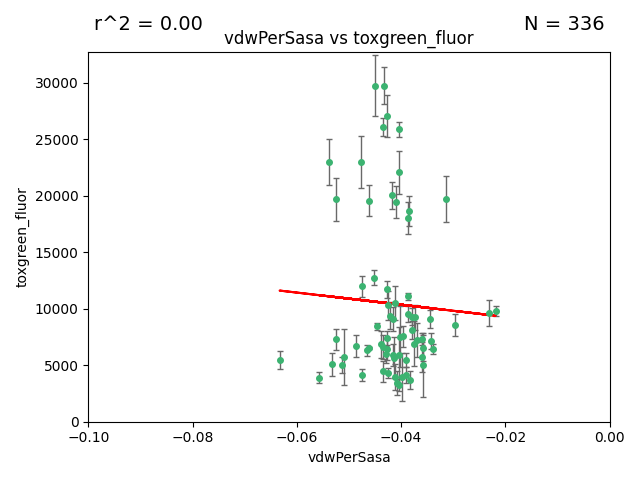 r^2 = 0.00
N = 336
vdwPerSasa vs toxgreen_fluor
30000
25000
20000
15000
10000
5000
0
toxgreen_fluor
−0.10
−0.08
−0.06
−0.04
−0.02
0.00
vdwPerSasa